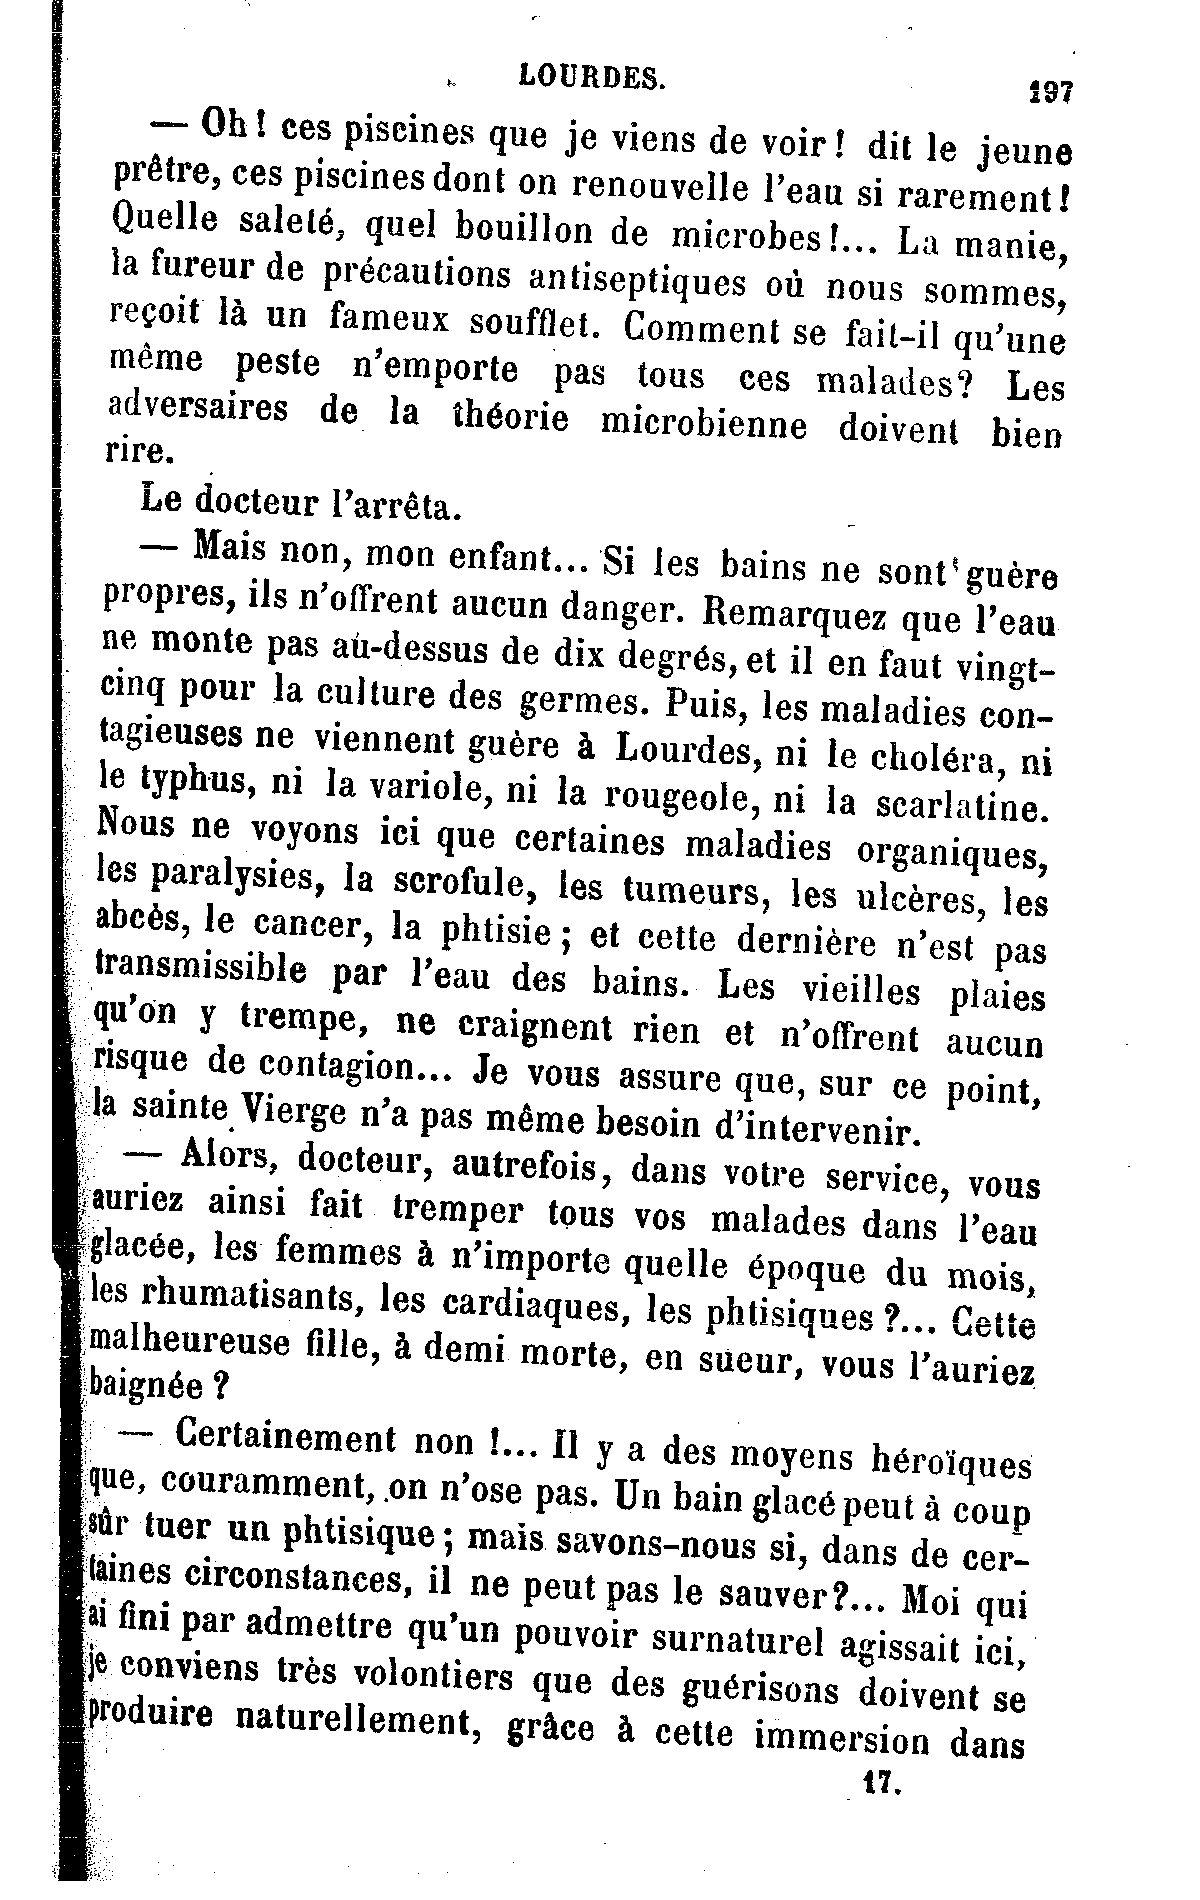 LOURDES.
197
— Oh ! ces piscines que je viens de voir ! dit le jeune
prêtre, ces piscines dont on renouvelle l'eau si rarement !
Quelle saleté, quel bouillon de microbes !... La manie,
la fureur de précautions antiseptiques où nous sommes,
reçoit là un fameux soufflet. Comment se fait-il qu'une
même peste n'emporte pas tous ces malades? Les
adversaires de la théorie microbienne doivent bien
rire.
Le docteur l'arrêta.
— Mais non, mon enfant... Si les bains ne sont guère
propres, ils n'offrent aucun danger. Remarquez que l'eau
ne monte pas au-dessus de dix degrés, et il en faut vingt-
cinq pour la culture des germes. Puis, les maladies con-
tagieuses ne viennent guère à Lourdes, ni le choléra, ni
le typhus, ni la variole, ni la rougeole, ni la scarlatine.
Nous ne voyons ici que certaines maladies organiques,
les paralysies, la scrofule, les tumeurs, les ulcères, les
abcès, le cancer, la phtisie ; et cette dernière n'est pas
transmissible par l'eau des bains. Les vieilles plaies
qu'on y trempe, ne craignent rien et n'offrent aucun
risque de contagion... Je vous assure que, sur ce point,
la sainte Vierge n'a pas même besoin d'intervenir.
— Alors, docteur, autrefois, dans votre service, vous
auriez ainsi fait tremper tous vos malades dans l'eau
glacée, les femmes à n'importe quelle époque du mois,
les rhumatisants, les cardiaques, les phtisiques ?... Cette
malheureuse fille, à demi morte, en sueur, vous l'auriez
baignée ?
— Certainement non !... Il y a des moyens héroïques
que, couramment, on n'ose pas. Un bain glacé peut à coup
sûr tuer un phtisique ; mais savons-nous si, dans de cer-
taines circonstances, il ne peut pas le sauver?... Moi qui
ai fini par admettre qu'un pouvoir surnaturel agissait ici,
je conviens très volontiers que des guérisons doivent se
produire naturellement, grâce à cette immersion dans
17.